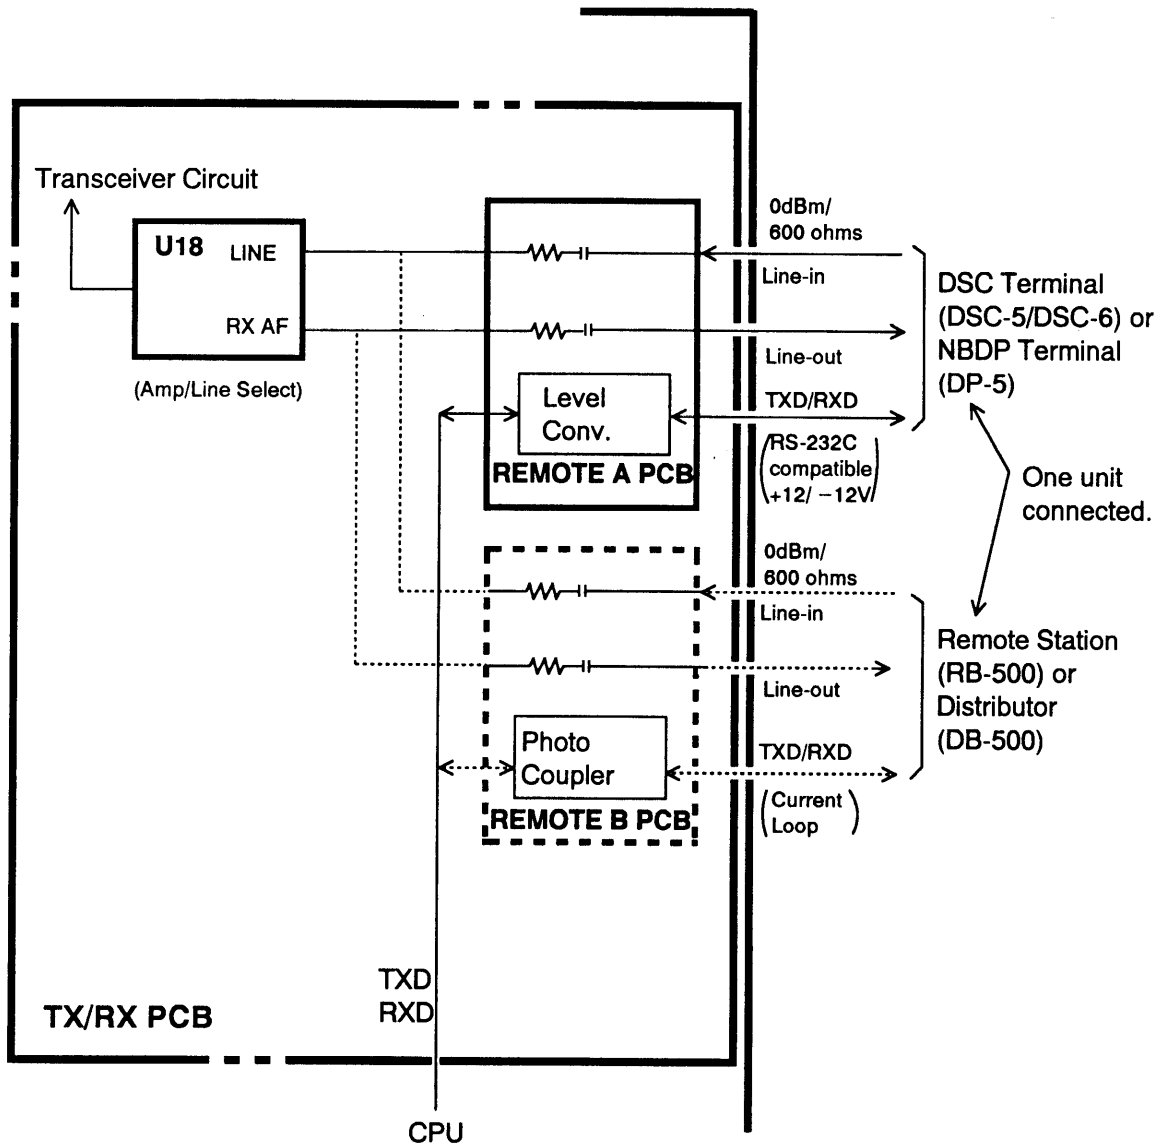 Transceiver Circuit
U18 LINE
RX AF
(Amp/Line Select)
0dBm/
600 ohms
Line-in
Line-out
Level
Conv.
TXD/RXD
REMOTE A PCB
(RS-232C
compatible
+12/ −12V)
DSC Terminal
(DSC-5/DSC-6) or
NBDP Terminal
(DP-5)
One unit
connected.
0dBm/
600 ohms
Line-in
Line-out
Photo
Coupler
TXD/RXD
REMOTE B PCB
(Current
Loop)
Remote Station
(RB-500) or
Distributor
(DB-500)
TXD
RXD
TX/RX PCB
CPU